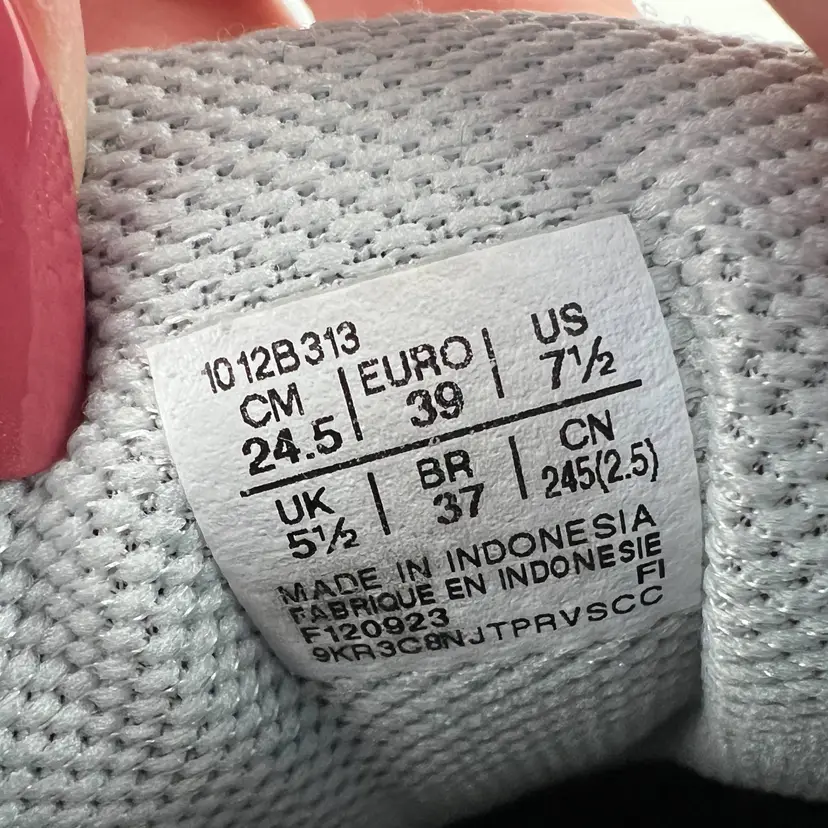 1012B313
CM | EURO | US
24.5 | 39 | 7½
UK | BR | CN
5½ | 37 | 245(2.5)
MADE IN INDONESIA
FABRIQUE EN INDONESIE
F120923 FI
9KR3C8NJTPRVSCC